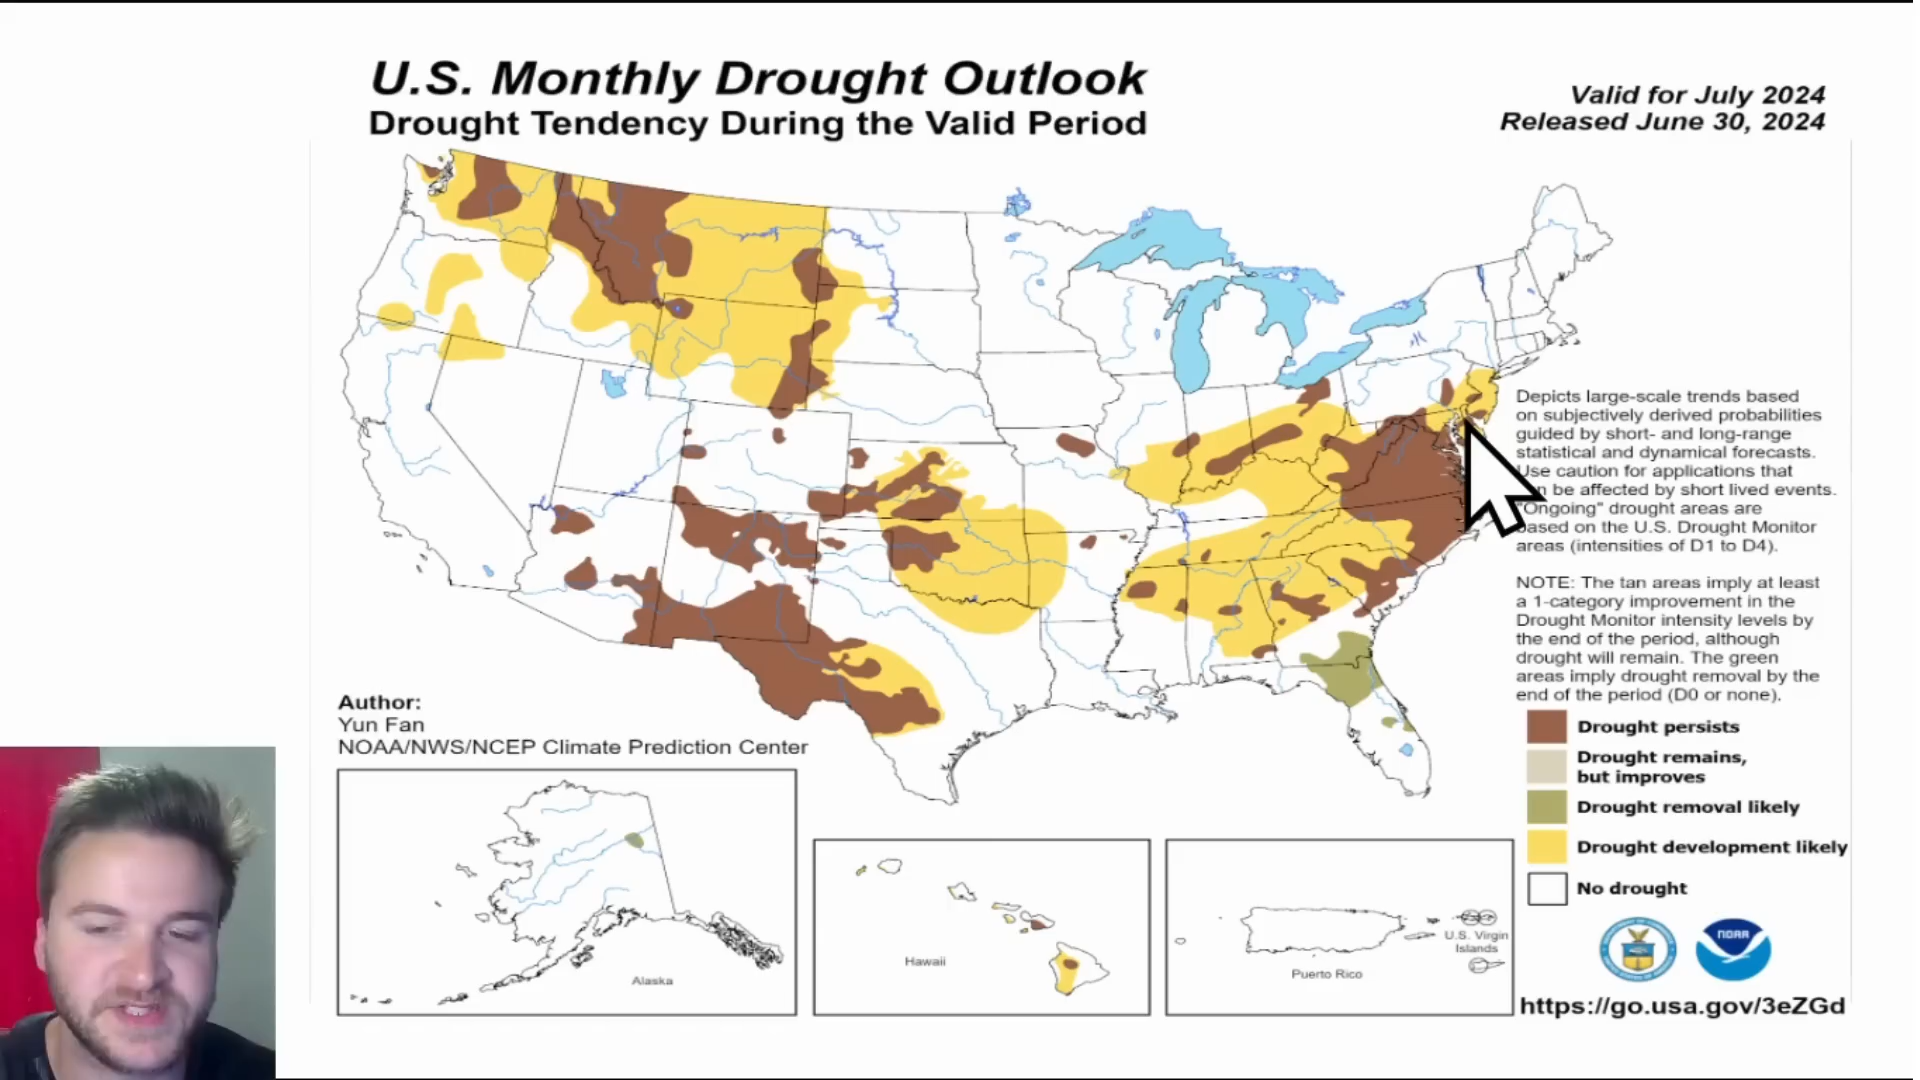 U.S. Monthly Drought Outlook
Drought Tendency During the Valid Period
Valid for July 2024
Released June 30, 2024
Depicts large-scale trends based
on subjectively derived probabilities
guided by short- and long-range
statistical and dynamical forecasts.
Use caution for applications that
be affected by short lived events.
"Ongoing" drought areas are
based on the U.S. Drought Monitor
areas (intensities of D1 to D4).
NOTE: The tan areas imply at least
a 1-category improvement in the
Drought Monitor intensity levels by
the end of the period, although
drought will remain. The green
areas imply drought removal by the
end of the period (D0 or none).
Author:
Yun Fan
NOAA/NWS/NCEP Climate Prediction Center
Drought persists
Drought remains,
but improves
Drought removal likely
Drought development likely
No drought
Alaska
Hawaii
Puerto Rico
U.S. Virgin
Islands
NOAA
https://go.usa.gov/3eZGd